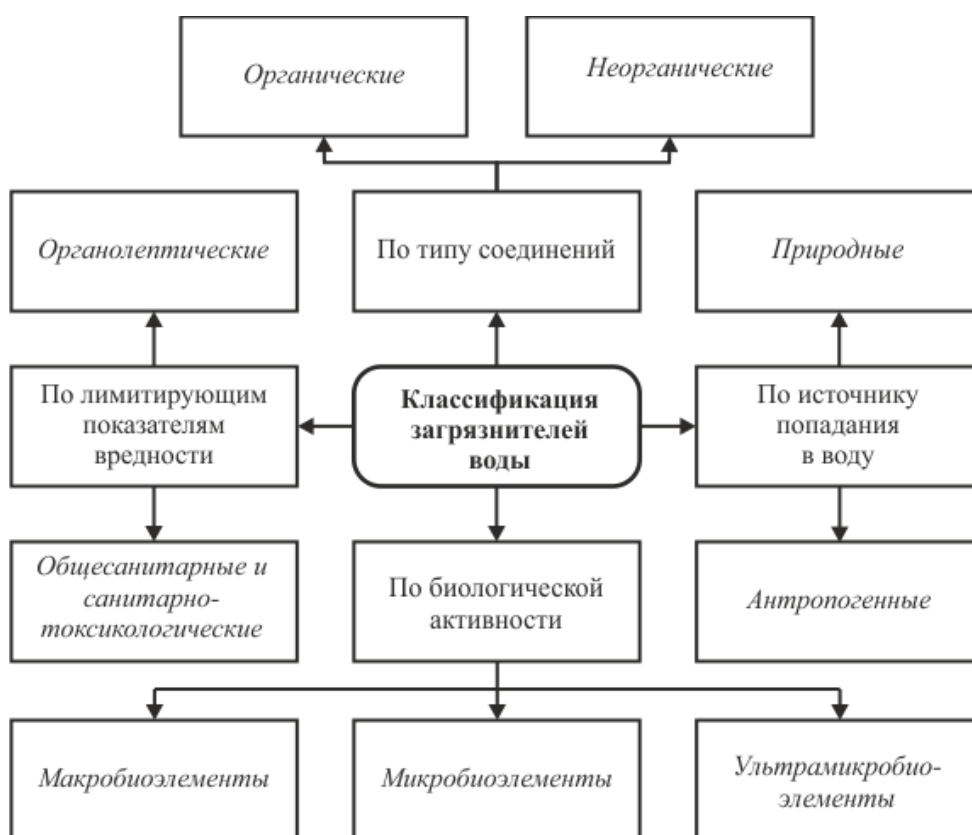 Органические
Неорганические
Органолептические
По типу соединений
Природные
По лимитирующим
показателям
вредности
Классификация
загрязнителей
воды
По источнику
попадания
в воду
Общесанитарные и
санитарно-
токсикологические
По биологической
активности
Антропогенные
Макробиоэлементы
Микробиоэлементы
Ультрамикробио-
элементы